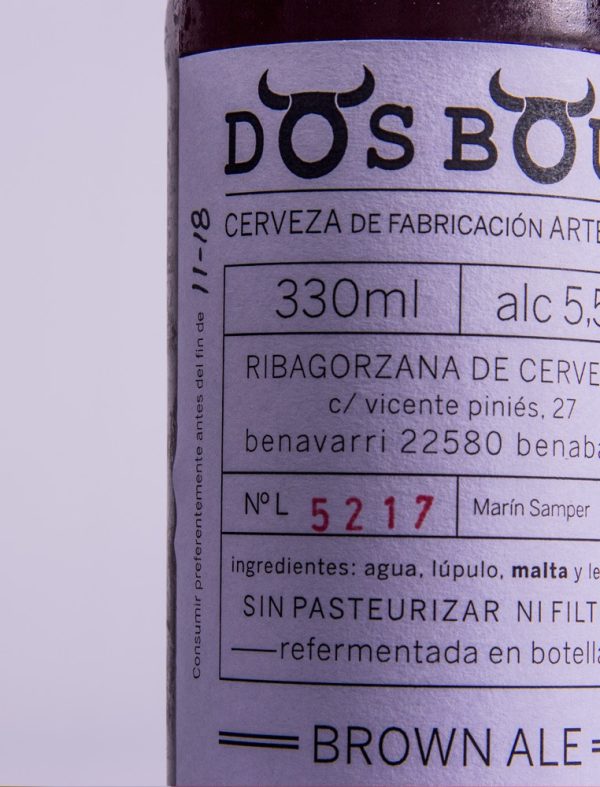 DOS BOU
CERVEZA DE FABRICACIÓN ARTE
330ml
alc 5,5
RIBAGORZANA DE CERVE
c/ vicente piniés, 27
benavarri 22580 benaba
Nº L 5217
Marín Samper
ingredientes: agua, lúpulo, malta y le
SIN PASTEURIZAR NI FILT
—refermentada en botella
BROWN ALE
Consumir preferentemente antes del fin de 11-18